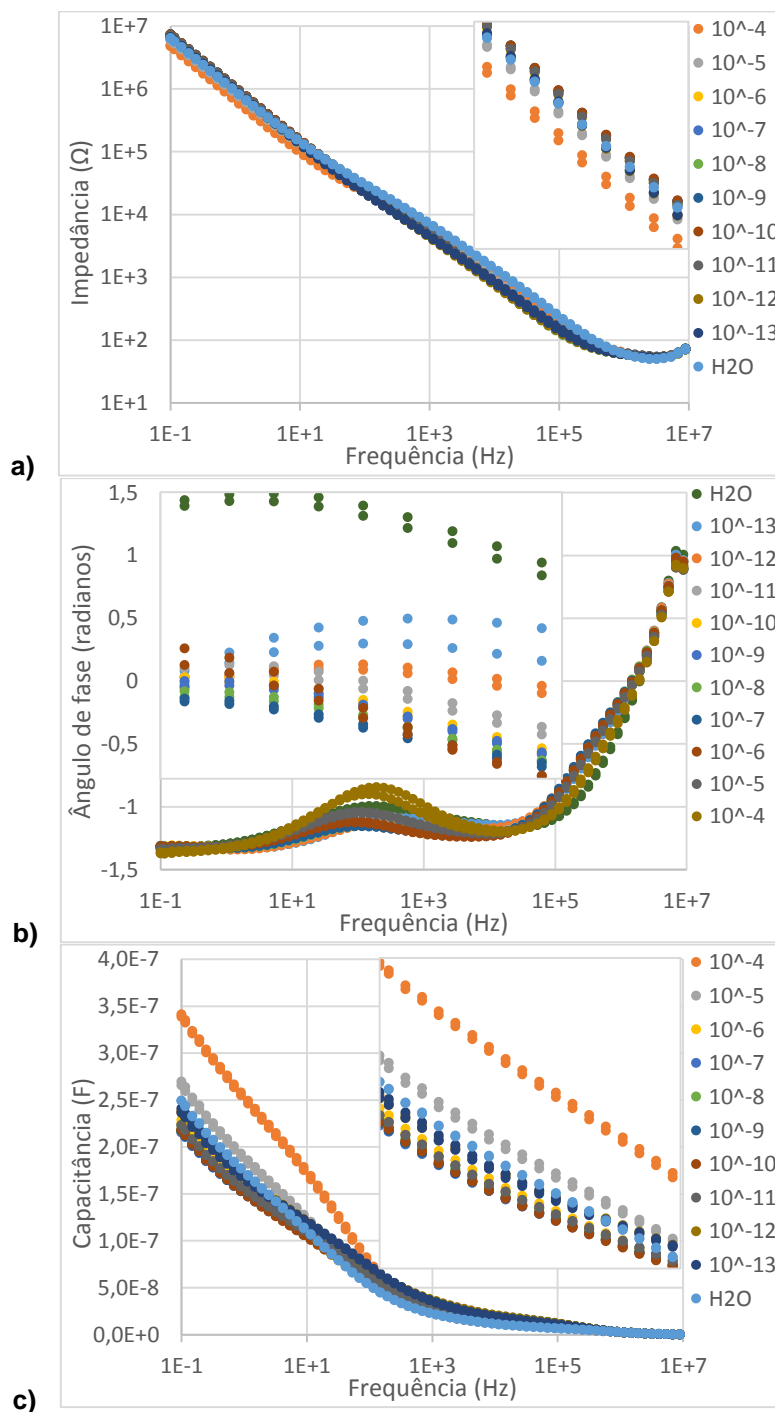 1E+7
1E+6
1E+5
1E+4
1E+3
1E+2
1E+1
Impedância (Ω)
1E-1 1E+1 1E+3 1E+5 1E+7
Frequência (Hz)
10^-4
10^-5
10^-6
10^-7
10^-8
10^-9
10^-10
10^-11
10^-12
10^-13
H2O
a)
1,5
1
0,5
0
-0,5
-1
-1,5
Ângulo de fase (radianos)
1E-1 1E+1 1E+3 1E+5 1E+7
Frequência (Hz)
H2O
10^-13
10^-12
10^-11
10^-10
10^-9
10^-8
10^-7
10^-6
10^-5
10^-4
b)
4,0E-7
3,5E-7
3,0E-7
2,5E-7
2,0E-7
1,5E-7
1,0E-7
5,0E-8
0,0E+0
Capacitância (F)
1E-1 1E+1 1E+3 1E+5 1E+7
Frequência (Hz)
10^-4
10^-5
10^-6
10^-7
10^-8
10^-9
10^-10
10^-11
10^-12
10^-13
H2O
c)